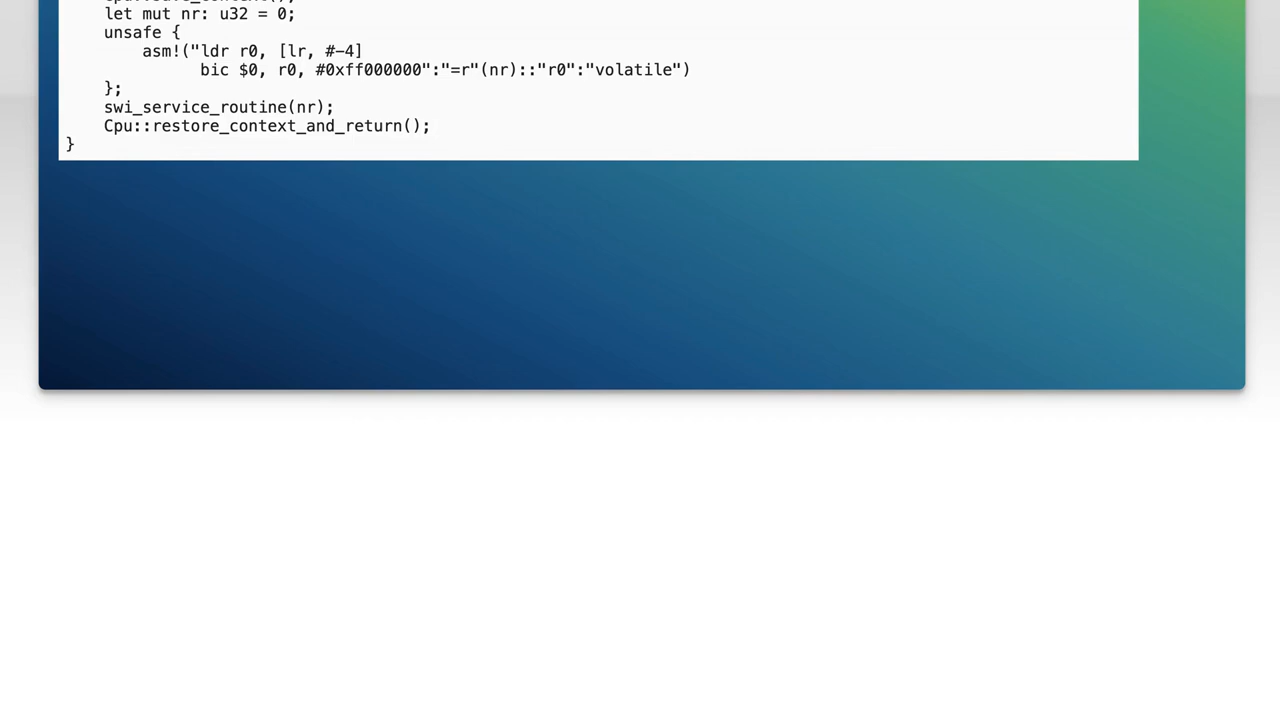 let mut nr: u32 = 0;
unsafe {
asm!("ldr r0, [lr, #-4]
bic $0, r0, #0xff000000":"=r"(nr)::"r0":"volatile")
};
swi_service_routine(nr);
Cpu::restore_context_and_return();
}